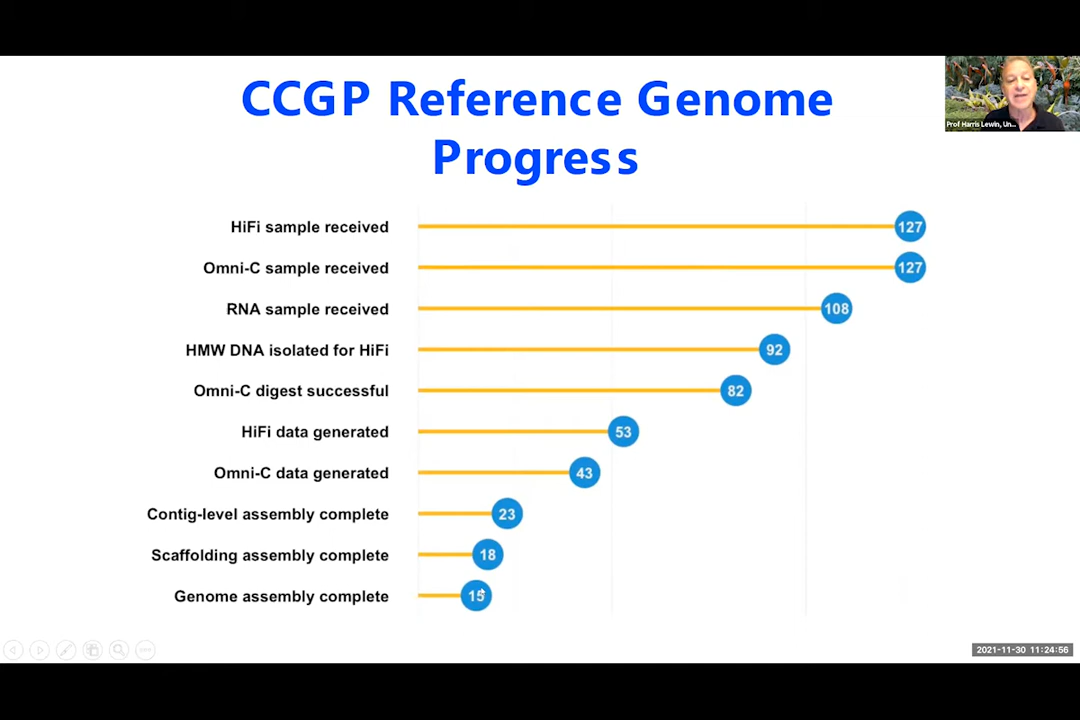 CCGP Reference Genome
Progress
Prof Harris Lewin, Un...
HiFi sample received 127
Omni-C sample received 127
RNA sample received 108
HMW DNA isolated for HiFi 92
Omni-C digest successful 82
HiFi data generated 53
Omni-C data generated 43
Contig-level assembly complete 23
Scaffolding assembly complete 18
Genome assembly complete 15
2021-11-30 11:24:56